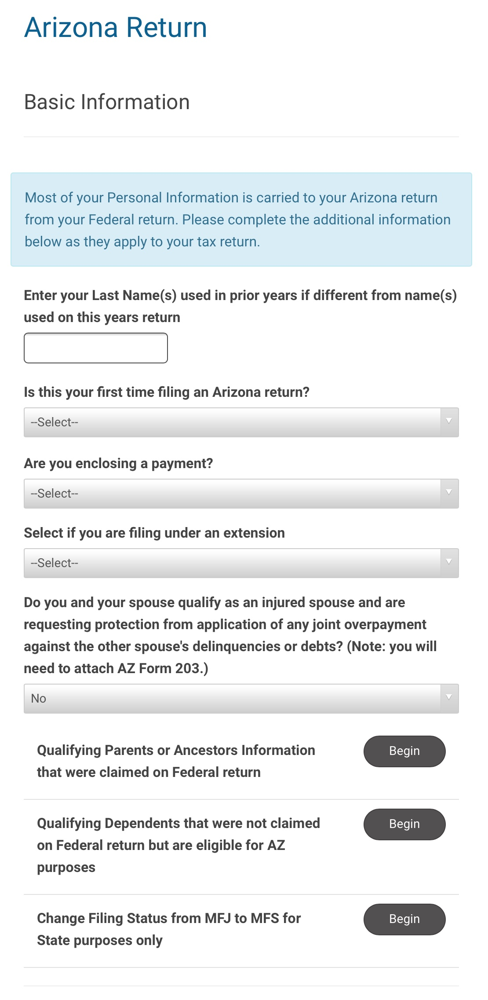 Arizona Return
Basic Information
Most of your Personal Information is carried to your Arizona return
from your Federal return. Please complete the additional information
below as they apply to your tax return.
Enter your Last Name(s) used in prior years if different from name(s)
used on this years return
Is this your first time filing an Arizona return?
--Select--
Are you enclosing a payment?
--Select--
Select if you are filing under an extension
--Select--
Do you and your spouse qualify as an injured spouse and are
requesting protection from application of any joint overpayment
against the other spouse's delinquencies or debts? (Note: you will
need to attach AZ Form 203.)
No
Qualifying Parents or Ancestors Information
that were claimed on Federal return
Begin
Qualifying Dependents that were not claimed
on Federal return but are eligible for AZ
purposes
Begin
Change Filing Status from MFJ to MFS for
State purposes only
Begin